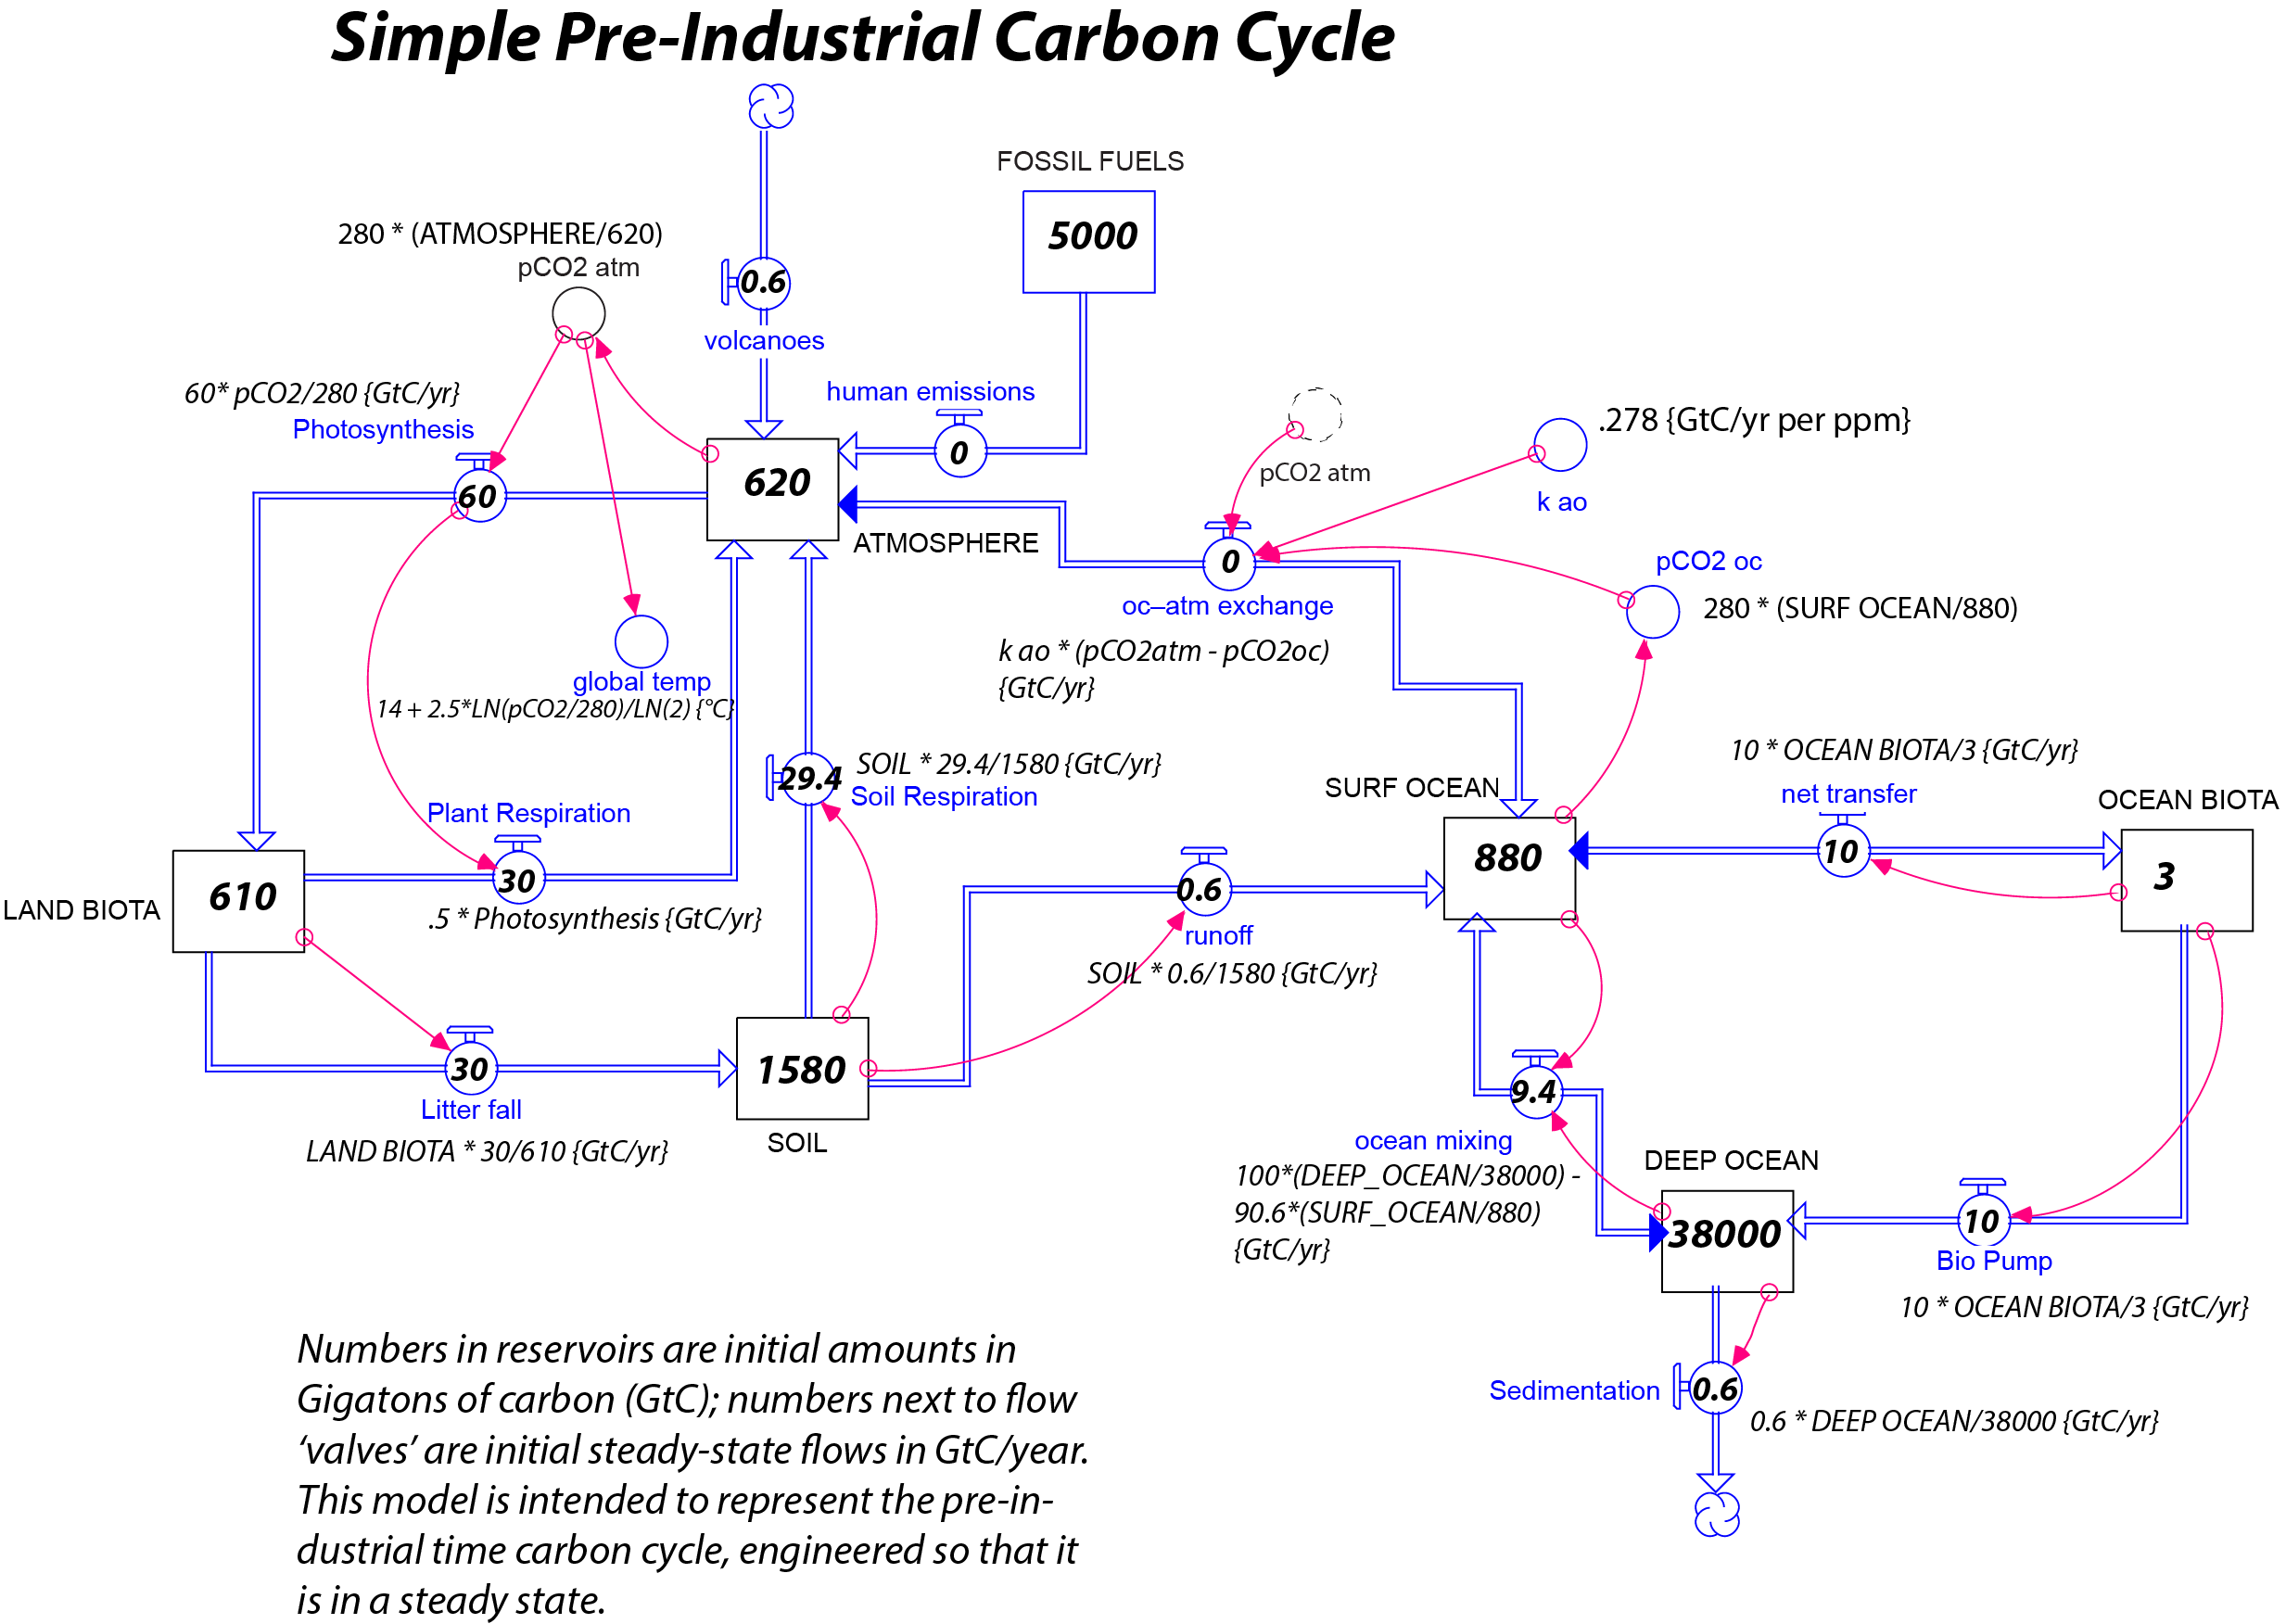 Simple Pre-Industrial Carbon Cycle
FOSSIL FUELS
5000
280 * (ATMOSPHERE/620)
pCO2 atm
0.6
volcanoes
human emissions
0
60* pCO2/280 {GtC/yr}
Photosynthesis
60
620
ATMOSPHERE
pCO2 atm
.278 {GtC/yr per ppm}
k ao
0
oc–atm exchange
k ao * (pCO2atm - pCO2oc)
{GtC/yr}
pCO2 oc
280 * (SURF OCEAN/880)
global temp
14 + 2.5*LN(pCO2/280)/LN(2) {°C}
29.4
SOIL * 29.4/1580 {GtC/yr}
Soil Respiration
Plant Respiration
30
.5 * Photosynthesis {GtC/yr}
LAND BIOTA
610
SURF OCEAN
880
10 * OCEAN BIOTA/3 {GtC/yr}
net transfer
10
OCEAN BIOTA
3
0.6
runoff
SOIL * 0.6/1580 {GtC/yr}
30
Litter fall
LAND BIOTA * 30/610 {GtC/yr}
1580
SOIL
9.4
ocean mixing
100*(DEEP_OCEAN/38000) -
90.6*(SURF_OCEAN/880)
{GtC/yr}
DEEP OCEAN
38000
10
Bio Pump
10 * OCEAN BIOTA/3 {GtC/yr}
Sedimentation
0.6
0.6 * DEEP OCEAN/38000 {GtC/yr}
Numbers in reservoirs are initial amounts in
Gigatons of carbon (GtC); numbers next to flow
‘valves’ are initial steady-state flows in GtC/year.
This model is intended to represent the pre-in-
dustrial time carbon cycle, engineered so that it
is in a steady state.